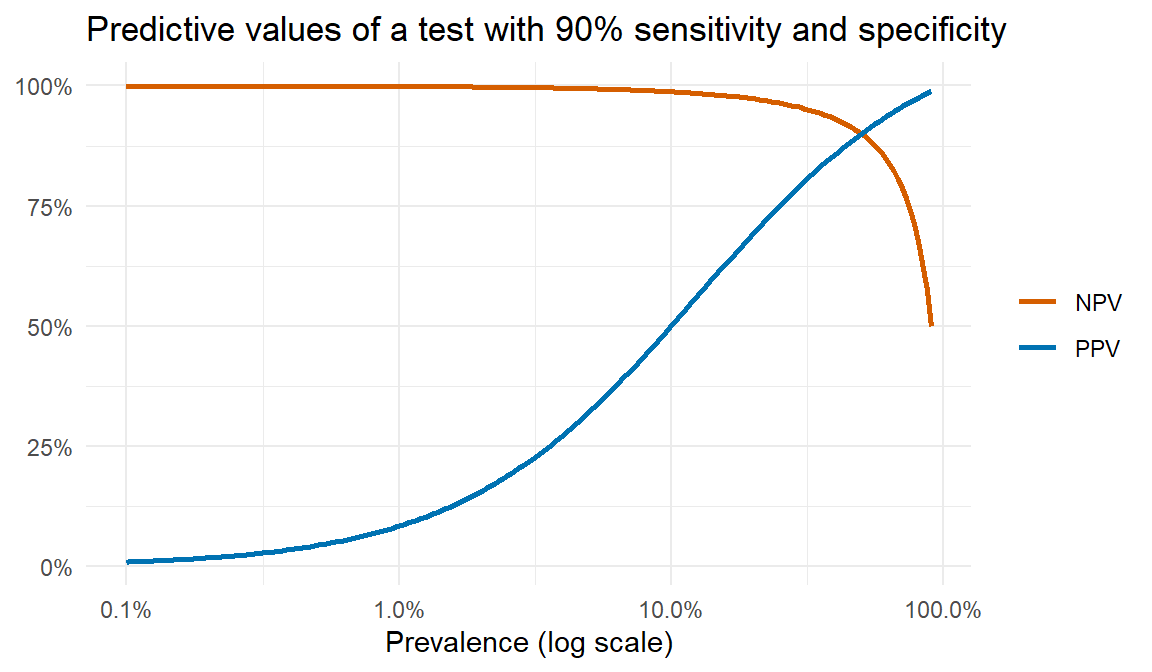 Predictive values of a test with 90% sensitivity and specificity
100%
75%
50%
25%
0%
0.1%
1.0%
10.0%
100.0%
Prevalence (log scale)
NPV
PPV